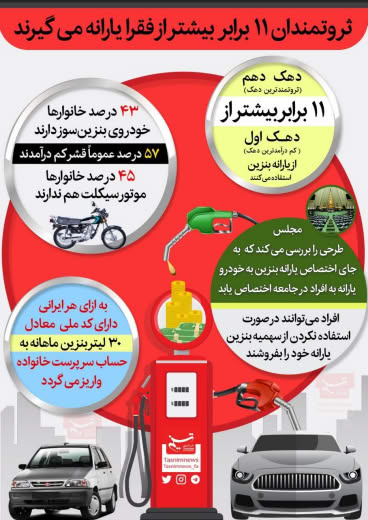 ثروتمندان ۱۱ برابر بیشتر از فقرا یارانه می گیرند
دهک دهم
(ثروتمندترین دهک)
۱۱ برابر بیشتر از
دهک اول
(کم درآمدترین دهک)
از یارانه بنزین
استفاده می‌کنند
۴۳ درصد خانوارها
خودروی بنزین سوز دارند
۵۷ درصد عموماً قشر کم درآمدند
۴۵ درصد خانوارها
موتورسیکلت هم ندارند
مجلس
طرحی را بررسی می کند که به
جای اختصاص یارانه بنزین به خودرو
یارانه به افراد در جامعه اختصاص یابد
افراد می‌توانند در صورت
استفاده نکردن از سهمیه بنزین
یارانه خود را بفروشند
به ازای هر ایرانی
دارای کد ملی معادل
۳۰ لیتر بنزین ماهانه به
حساب سرپرست خانواده
واریز می گردد
تسنیم
Tasnimnews
Tasnimnews_fa